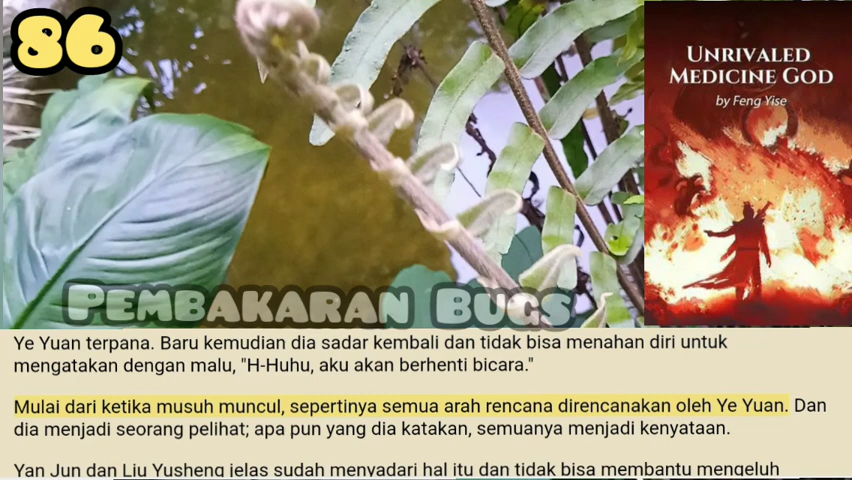 86
UNRIVALED
MEDICINE GOD
by Feng Yise
PEMBAKARAN BUGS
Ye Yuan terpana. Baru kemudian dia sadar kembali dan tidak bisa menahan diri untuk
mengatakan dengan malu, "H-Huhu, aku akan berhenti bicara."
Mulai dari ketika musuh muncul, sepertinya semua arah rencana direncanakan oleh Ye Yuan. Dan
dia menjadi seorang pelihat; apa pun yang dia katakan, semuanya menjadi kenyataan.
Yan Jun dan Liu Yusheng jelas sudah menyadari hal itu dan tidak bisa membantu mengeluh